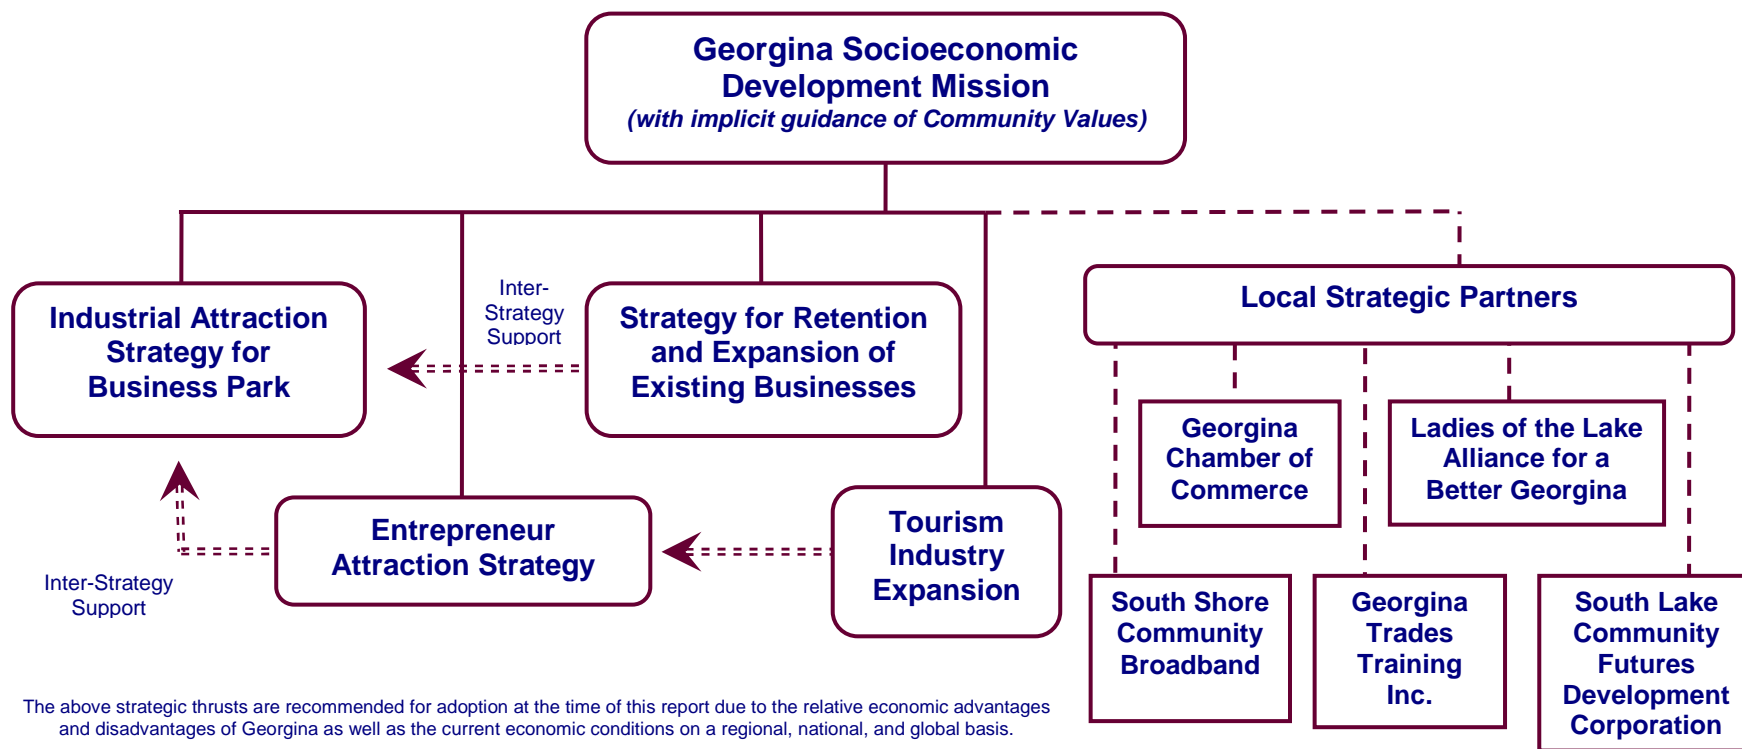 Georgina Socioeconomic
Development Mission
(with implicit guidance of Community Values)
Industrial Attraction
Strategy for
Business Park
Inter-
Strategy
Support
Strategy for Retention
and Expansion of
Existing Businesses
Local Strategic Partners
Georgina
Chamber of
Commerce
Ladies of the Lake
Alliance for a
Better Georgina
Entrepreneur
Attraction Strategy
Tourism
Industry
Expansion
Inter-Strategy
Support
South Shore
Community
Broadband
Georgina
Trades
Training
Inc.
South Lake
Community
Futures
Development
Corporation
The above strategic thrusts are recommended for adoption at the time of this report due to the relative economic advantages
and disadvantages of Georgina as well as the current economic conditions on a regional, national, and global basis.